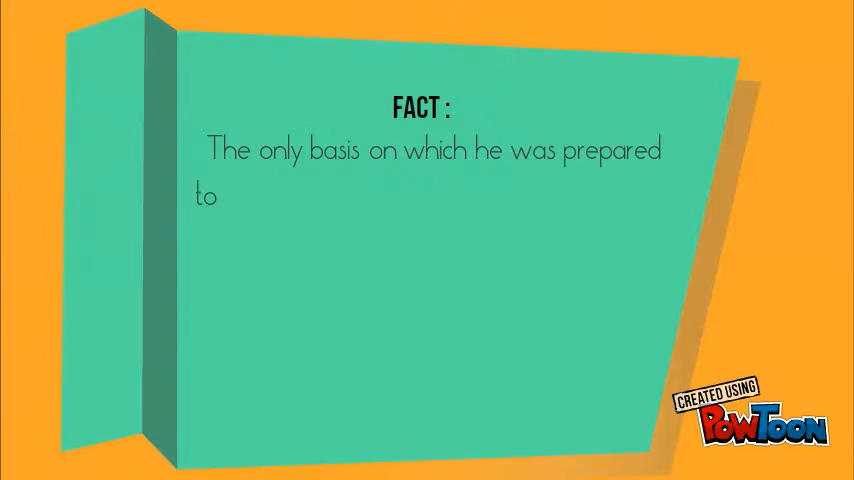 FACT :
The only basis on which he was prepared
to
CREATED USING
POWTOON